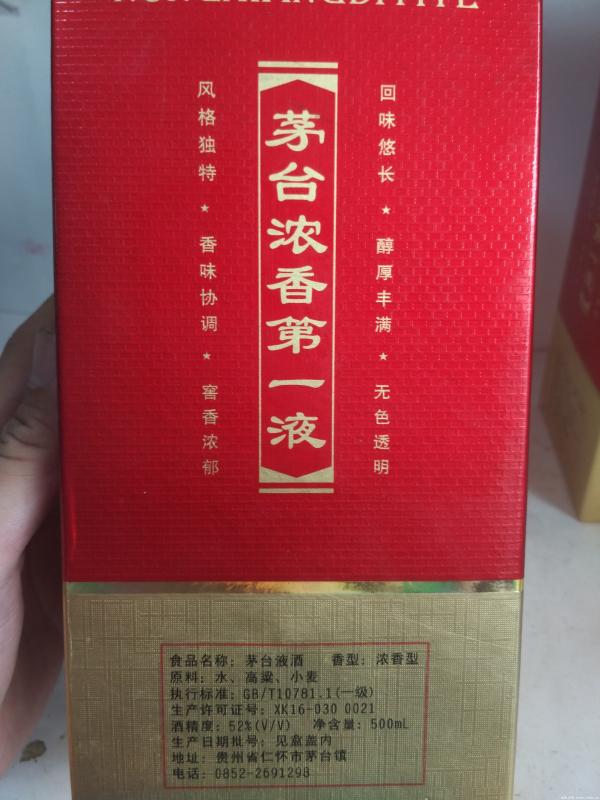 茅台浓香第一液
回味悠长★醇厚丰满★无色透明
风格独特★香味协调★窖香浓郁
食品名称：茅台液酒 香型：浓香型
原料：水、高粱、小麦
执行标准：GB/T10781.1(一级)
生产许可证号：XK16-030 0021
酒精度：52%(V/V) 净含量：500mL
生产日期批号：见盒盖内
地址：贵州省仁怀市茅台镇
电话：0852-2691298